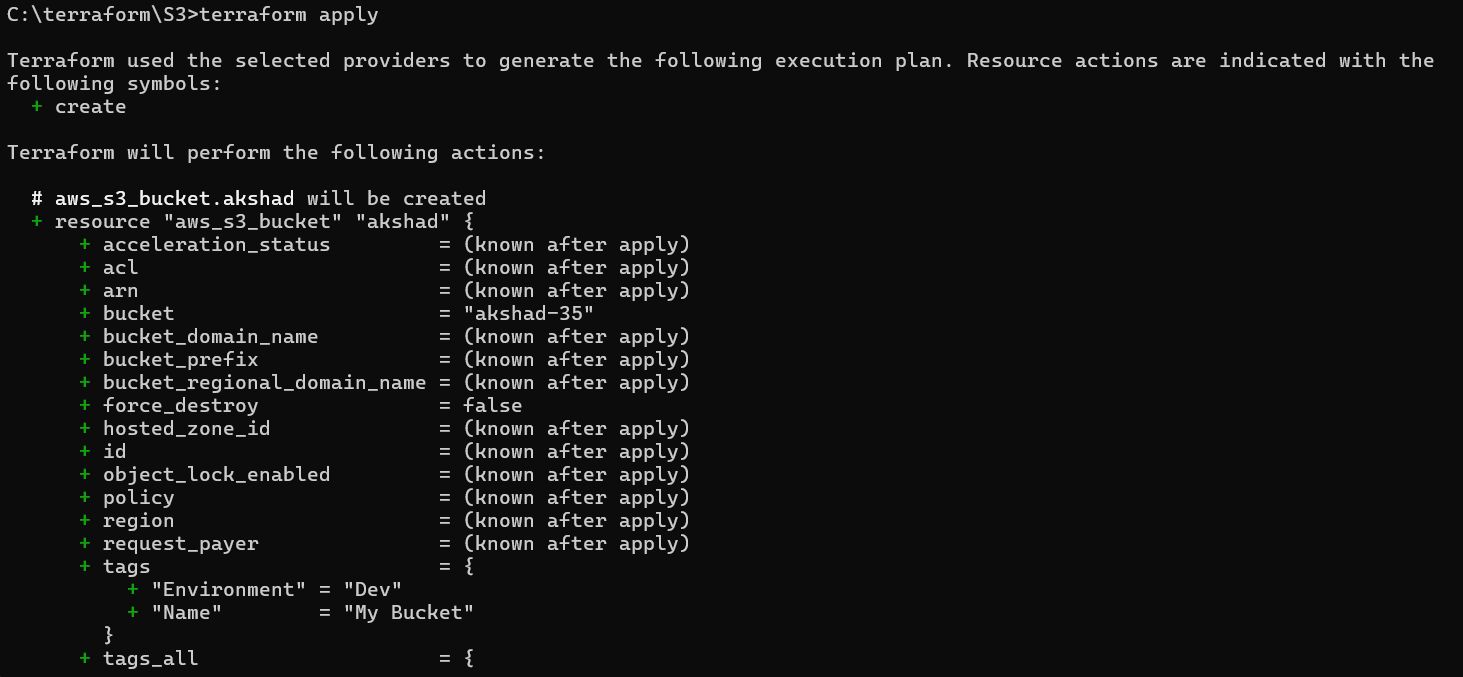 C:\terraform\S3>terraform apply
Terraform used the selected providers to generate the following execution plan. Resource actions are indicated with the
following symbols:
  + create
Terraform will perform the following actions:
  # aws_s3_bucket.akshad will be created
  + resource "aws_s3_bucket" "akshad" {
      + acceleration_status         = (known after apply)
      + acl                         = (known after apply)
      + arn                         = (known after apply)
      + bucket                      = "akshad-35"
      + bucket_domain_name          = (known after apply)
      + bucket_prefix               = (known after apply)
      + bucket_regional_domain_name = (known after apply)
      + force_destroy               = false
      + hosted_zone_id              = (known after apply)
      + id                          = (known after apply)
      + object_lock_enabled         = (known after apply)
      + policy                      = (known after apply)
      + region                      = (known after apply)
      + request_payer               = (known after apply)
      + tags                        = {
          + "Environment" = "Dev"
          + "Name"        = "My Bucket"
        }
      + tags_all                    = {